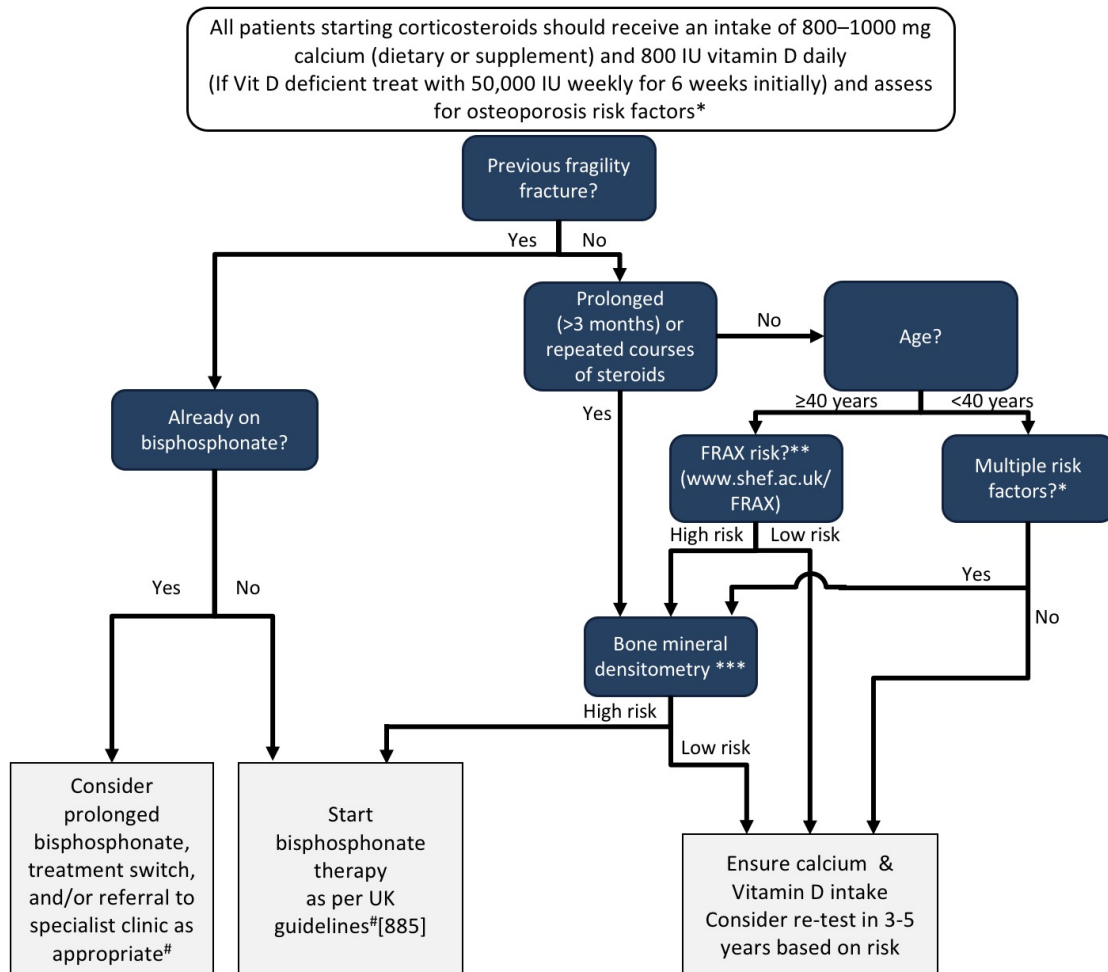 All patients starting corticosteroids should receive an intake of 800–1000 mg
calcium (dietary or supplement) and 800 IU vitamin D daily
(If Vit D deficient treat with 50,000 IU weekly for 6 weeks initially) and assess
for osteoporosis risk factors*
Previous fragility
fracture?
Yes
No
Prolonged
(>3 months) or
repeated courses
of steroids
No
Age?
Already on
bisphosphonate?
Yes
≥40 years
<40 years
FRAX risk?**
(www.shef.ac.uk/
FRAX)
Multiple risk
factors?*
High risk
Low risk
Yes
No
Yes
No
Bone mineral
densitometry ***
High risk
Low risk
Consider
prolonged
bisphosphonate,
treatment switch,
and/or referral to
specialist clinic as
appropriate#
Start
bisphosphonate
therapy
as per UK
guidelines#[885]
Ensure calcium &
Vitamin D intake
Consider re-test in 3-5
years based on risk